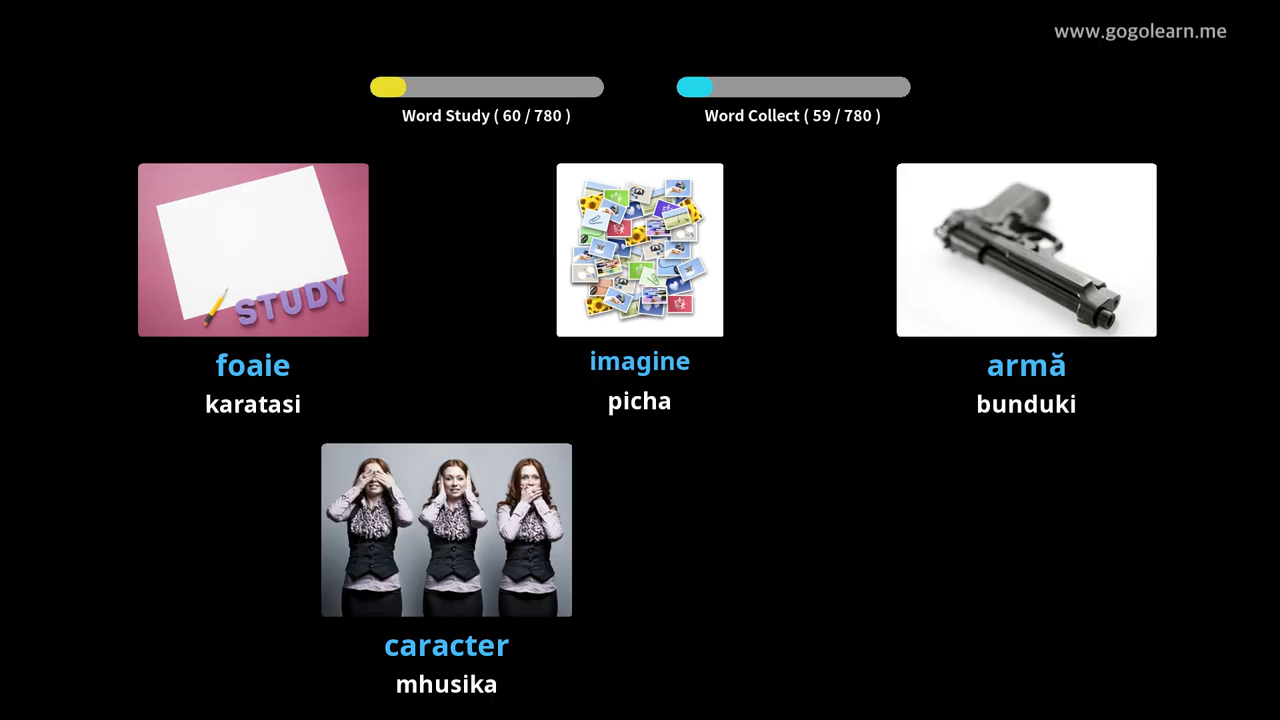 www.gogolearn.me
Word Study ( 60 / 780 )
Word Collect ( 59 / 780 )
STUDY
foaie
karatasi
imagine
picha
armă
bunduki
caracter
mhusika